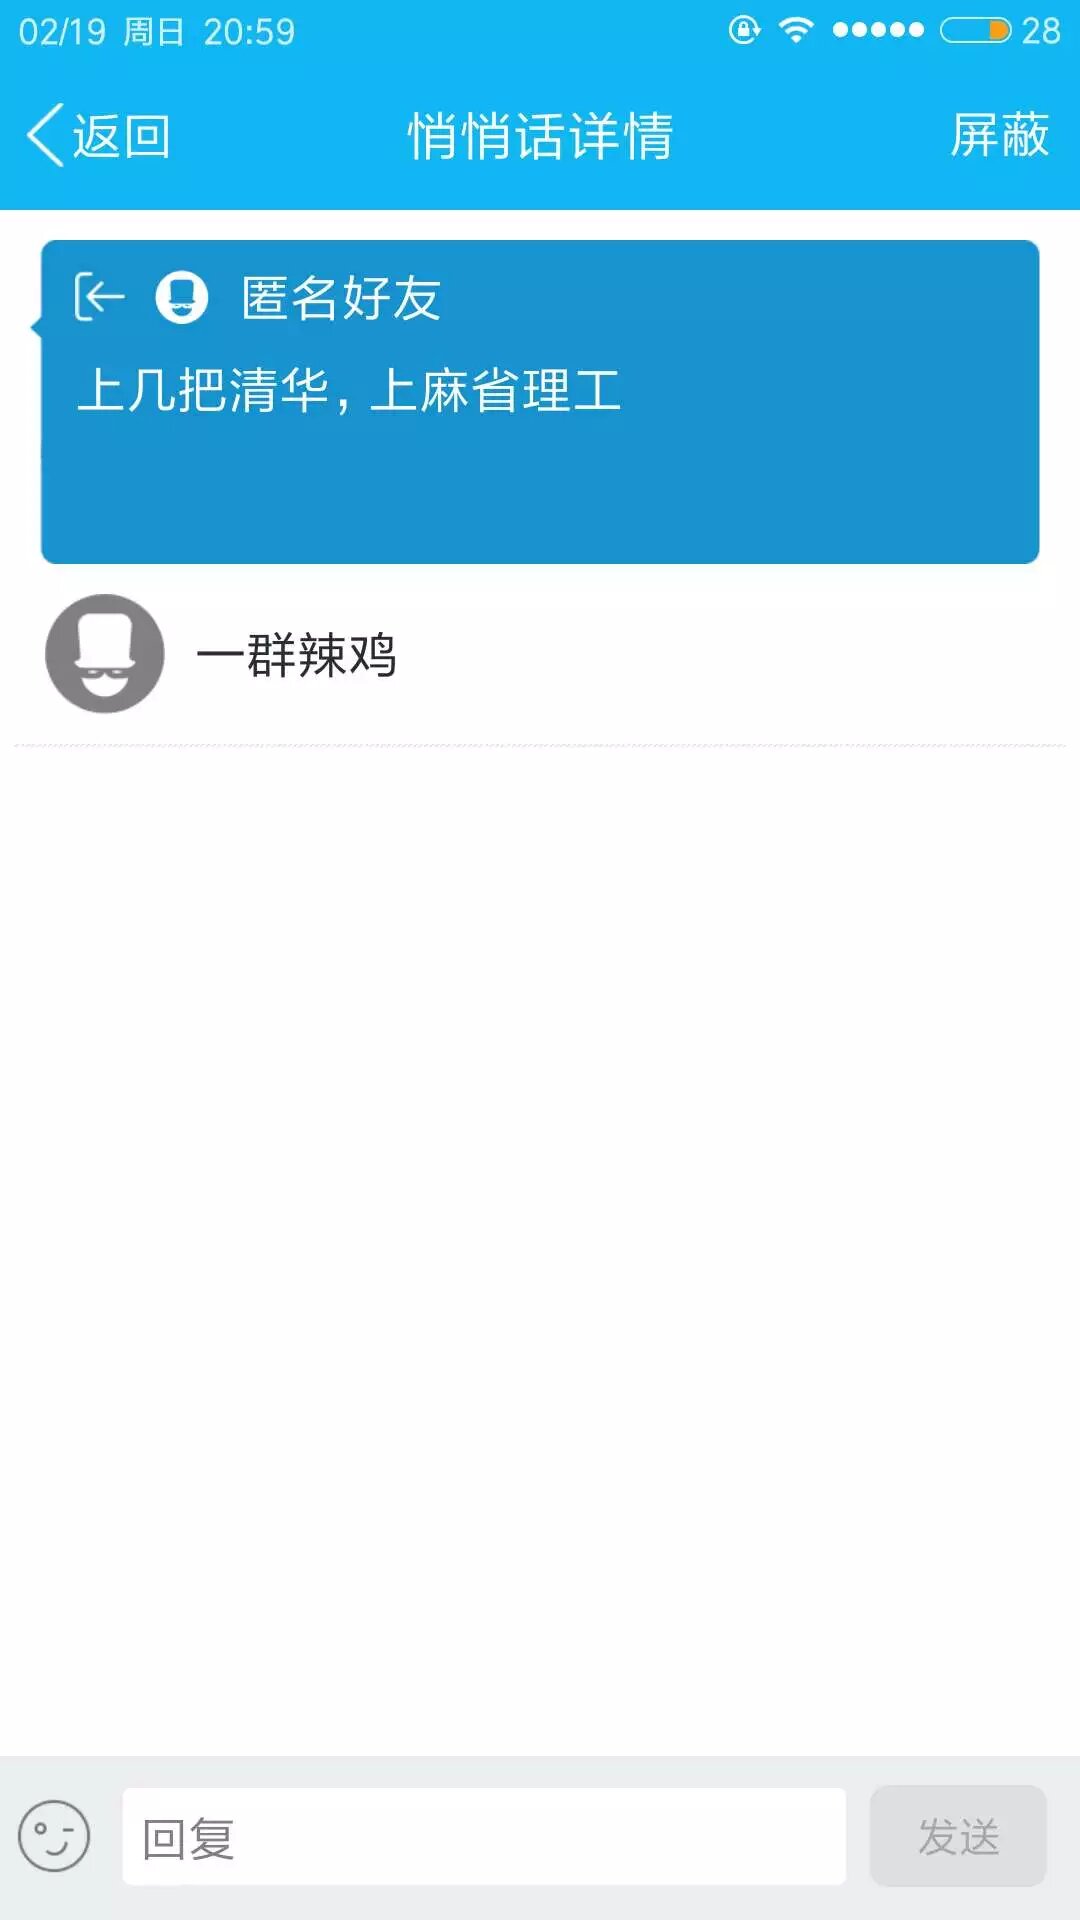 02/19 周日 20:59 28
返回 悄悄话详情 屏蔽
匿名好友
上几把清华，上麻省理工
一群辣鸡
回复 发送